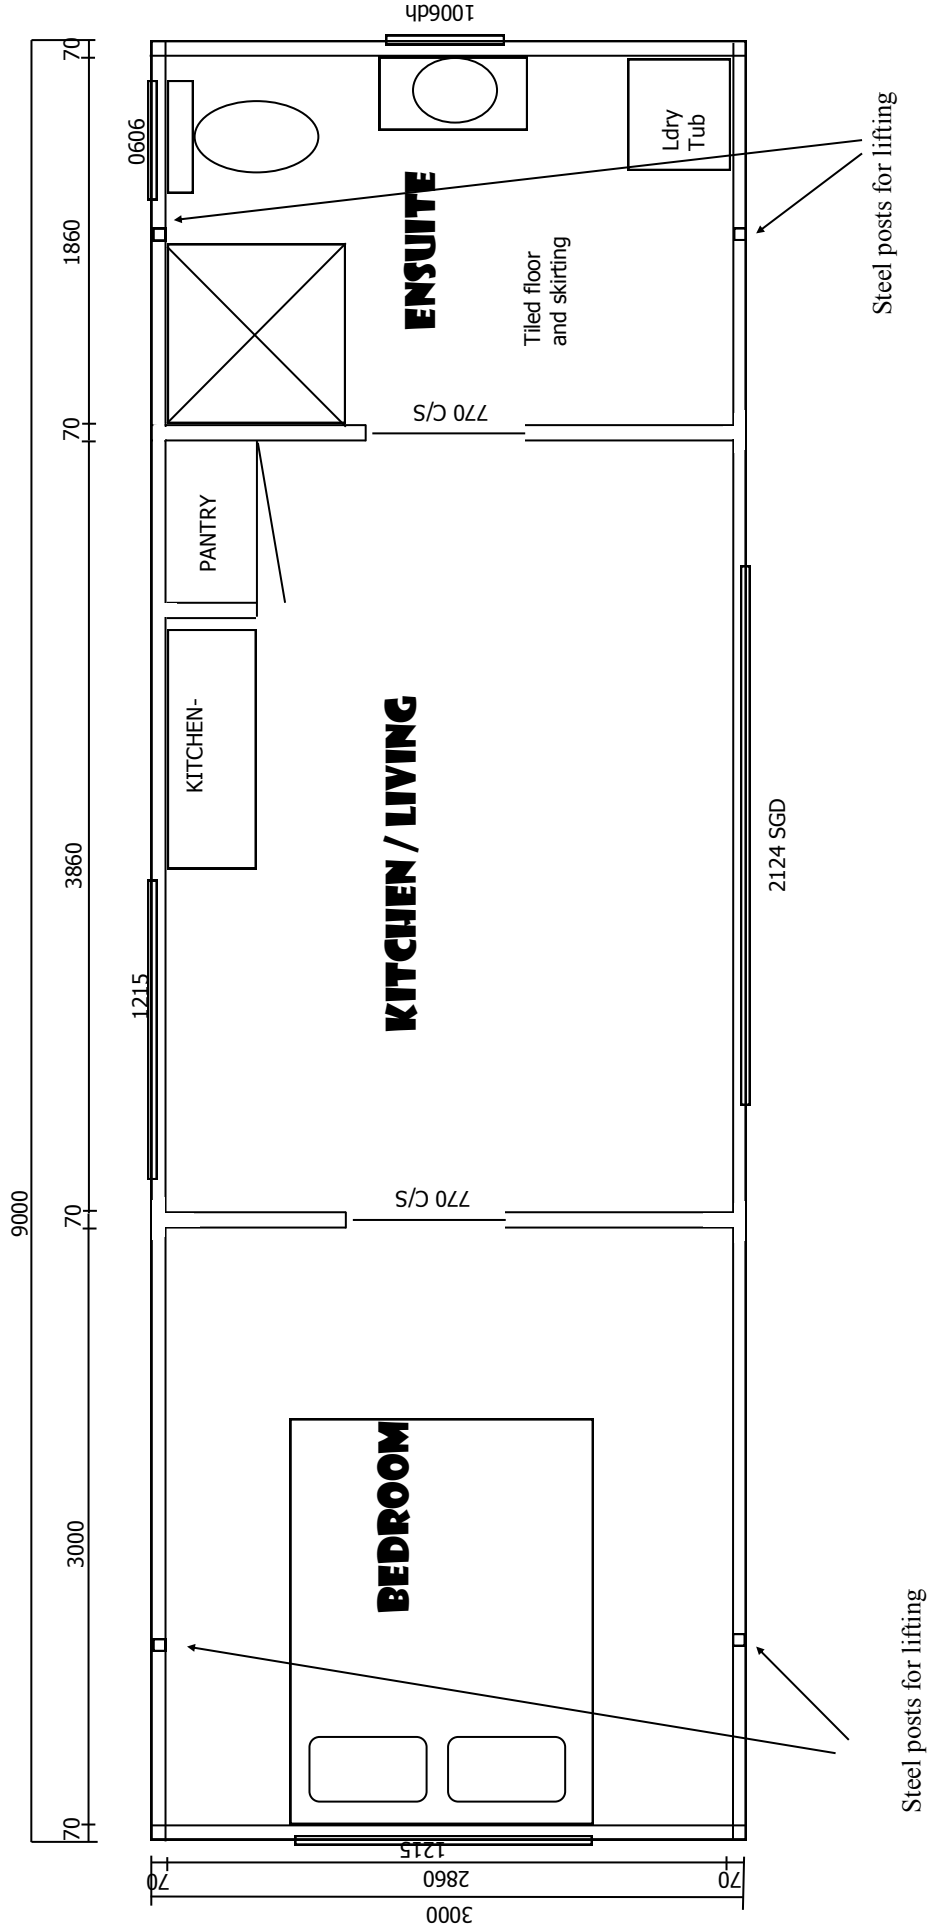 9000
70
3000
70
3860
70
1860
70
1215
0606
KITCHEN-
PANTRY
BEDROOM
KITCHEN / LIVING
ENSUITE
Tiled floor
and skirting
Ldry
Tub
770 C/S
770 C/S
1006dh
1215
70
2860
70
3000
2124 SGD
Steel posts for lifting
Steel posts for lifting